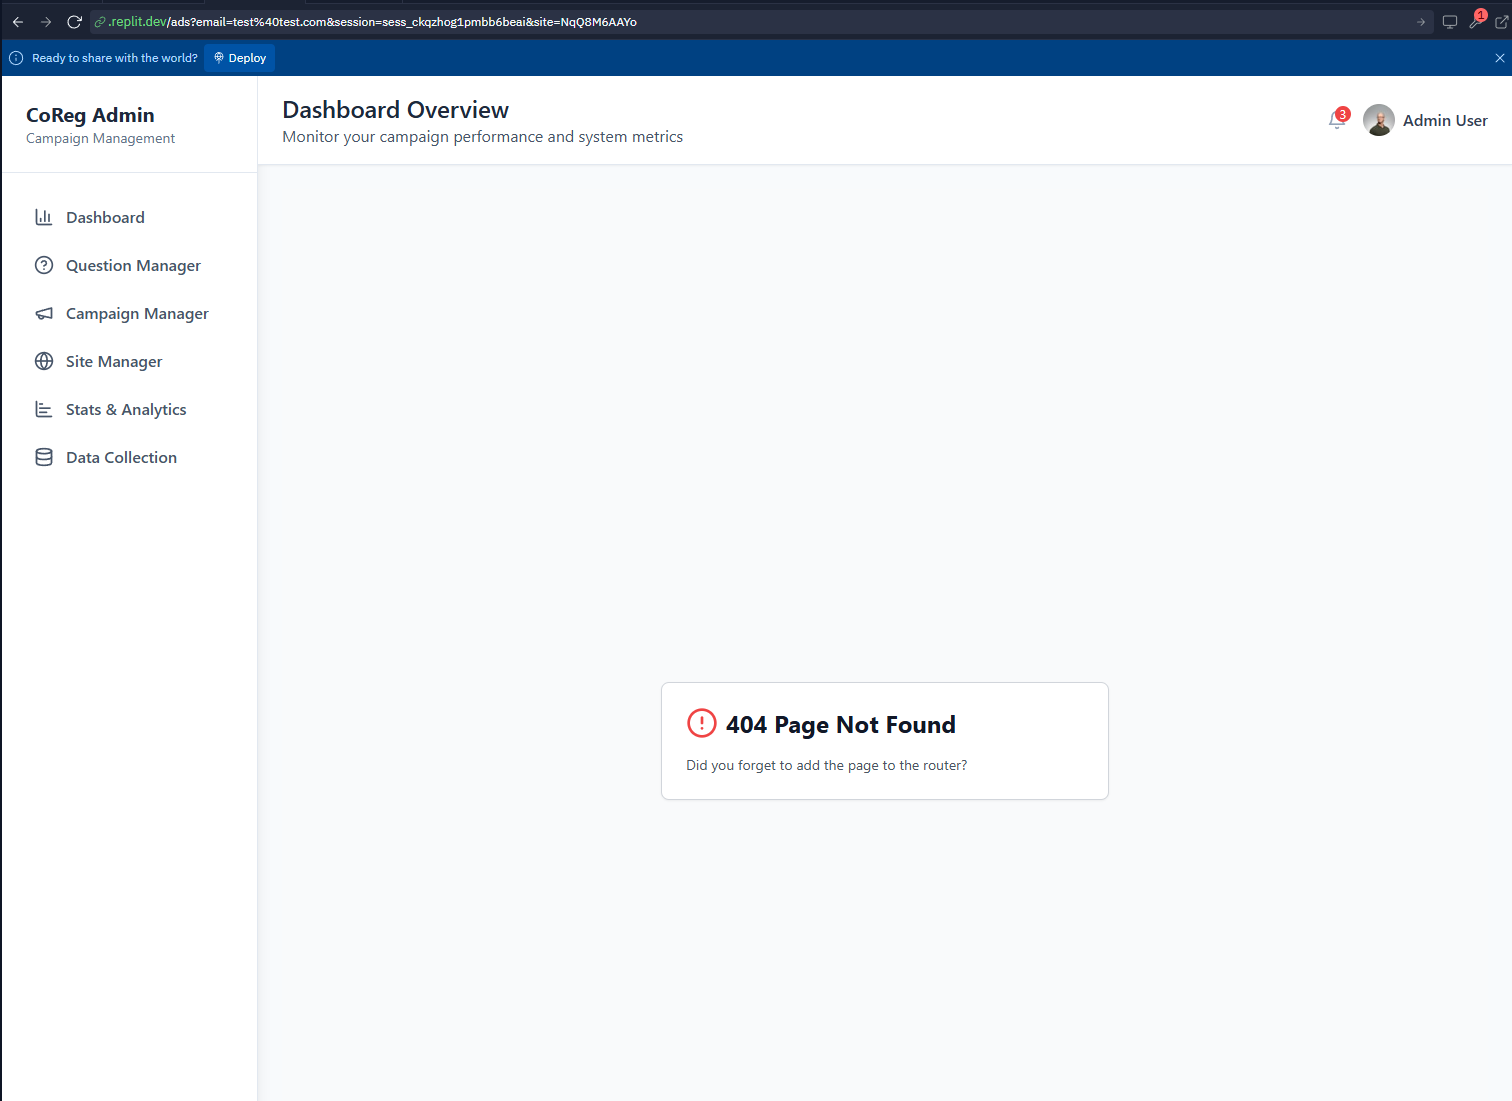 .replit.dev/ads?email=test%40test.com&session=sess_ckqzhog1pmbb6beai&site=NqQ8M6AAYo
1
Ready to share with the world?
Deploy
CoReg Admin
Campaign Management
Dashboard Overview
Monitor your campaign performance and system metrics
3
Admin User
Dashboard
Question Manager
Campaign Manager
Site Manager
Stats & Analytics
Data Collection
404 Page Not Found
Did you forget to add the page to the router?